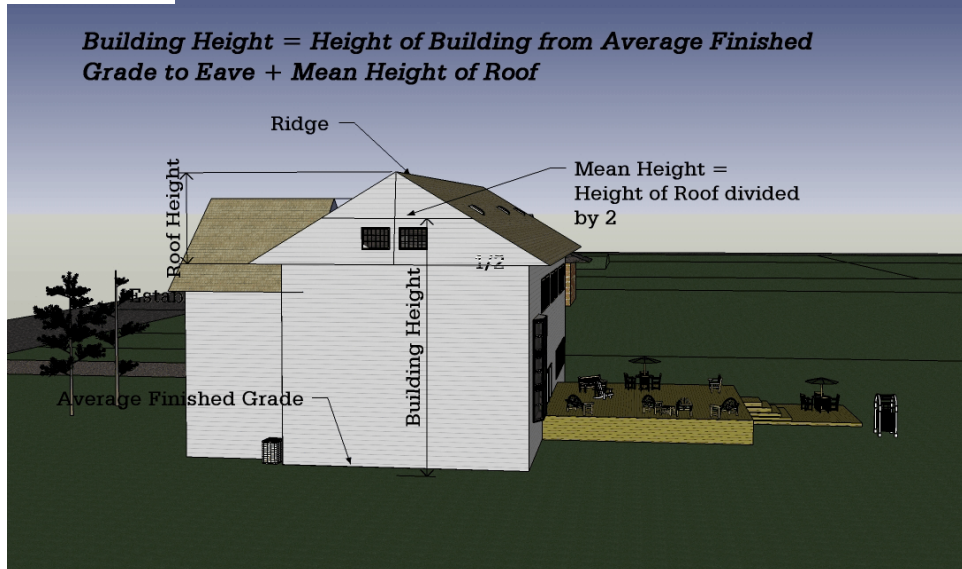 Building Height = Height of Building from Average Finished
Grade to Eave + Mean Height of Roof
Ridge
Mean Height =
Height of Roof divided
by 2
Roof Height
1/2
Estab
Building Height
Average Finished Grade